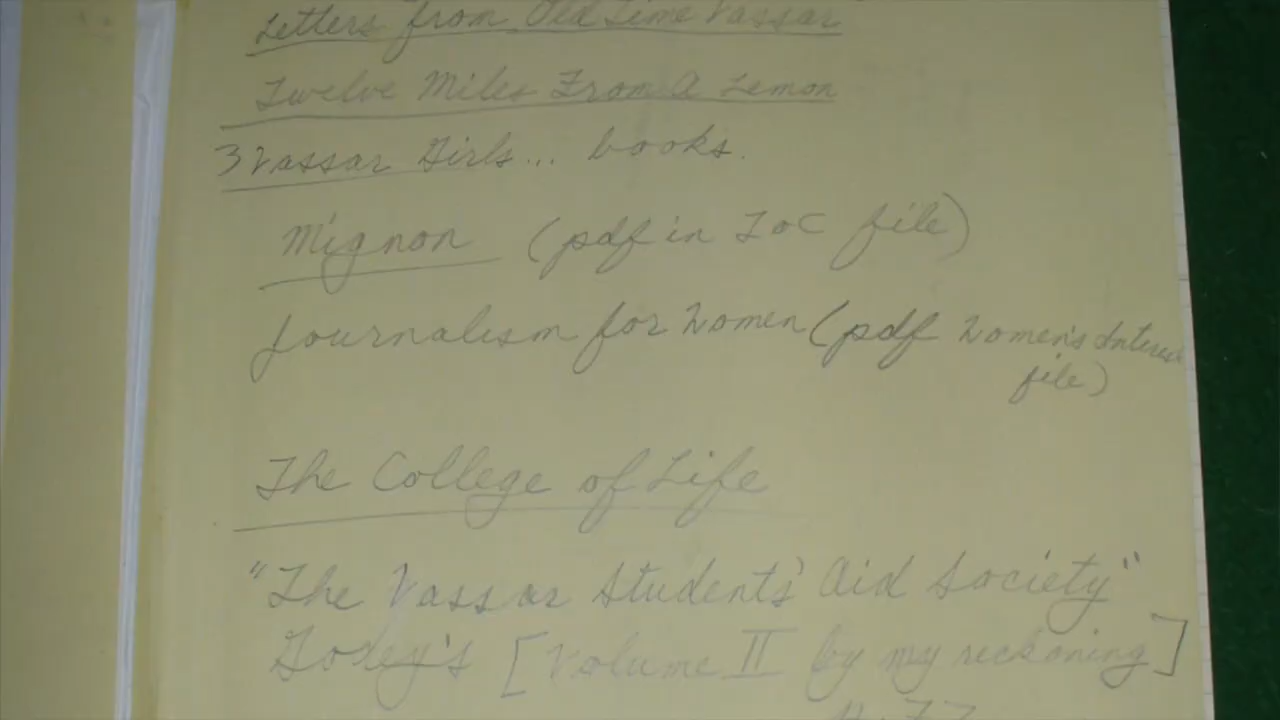 Letters from Old Time Vassar
Twelve Miles From A Lemon
3 Vassar Girls... books.
Mignon (pdf in LoC file)
Journalism for Women (pdf Women's
file)
The College of Life
"The Vassar Students' Aid Society"
Godey's [Volume II by my reckoning]